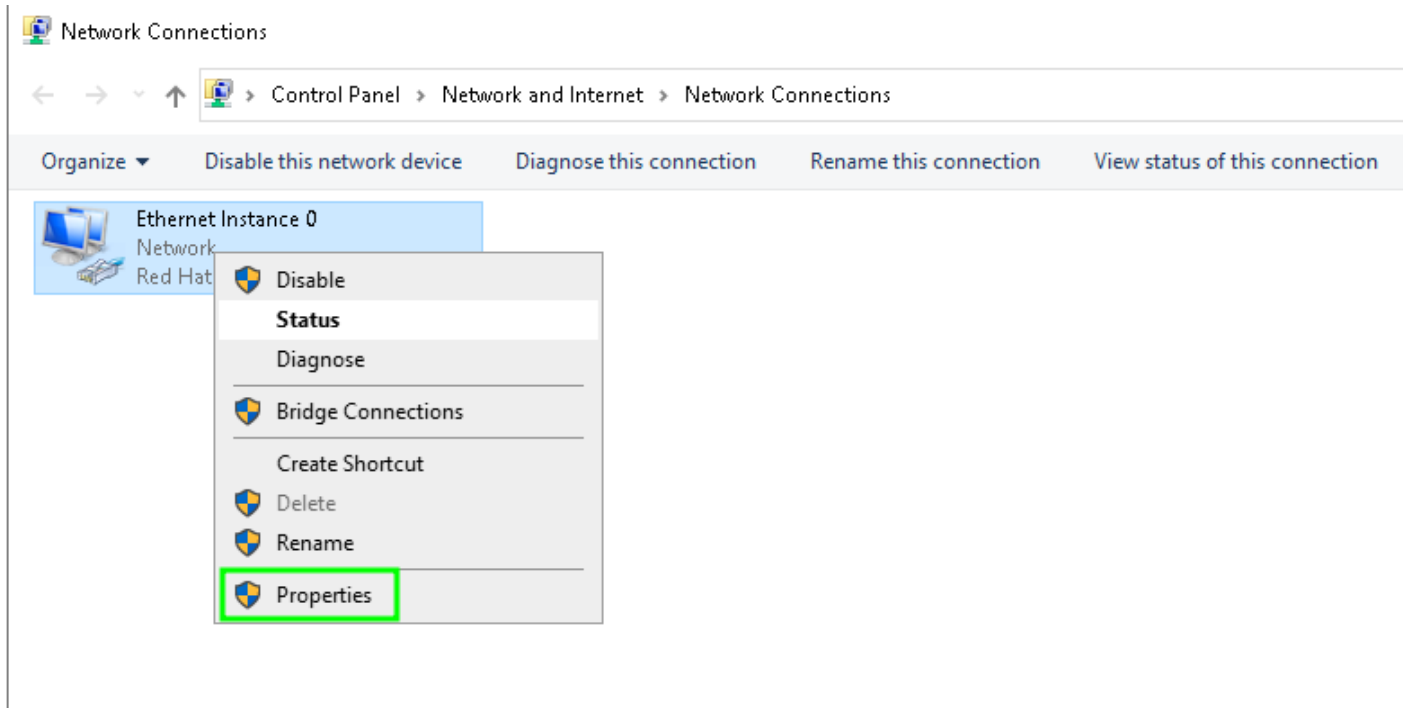 Network Connections
Control Panel > Network and Internet > Network Connections
Organize Disable this network device Diagnose this connection Rename this connection View status of this connection
Ethernet Instance 0
Network
Red Hat
Disable
Status
Diagnose
Bridge Connections
Create Shortcut
Delete
Rename
Properties